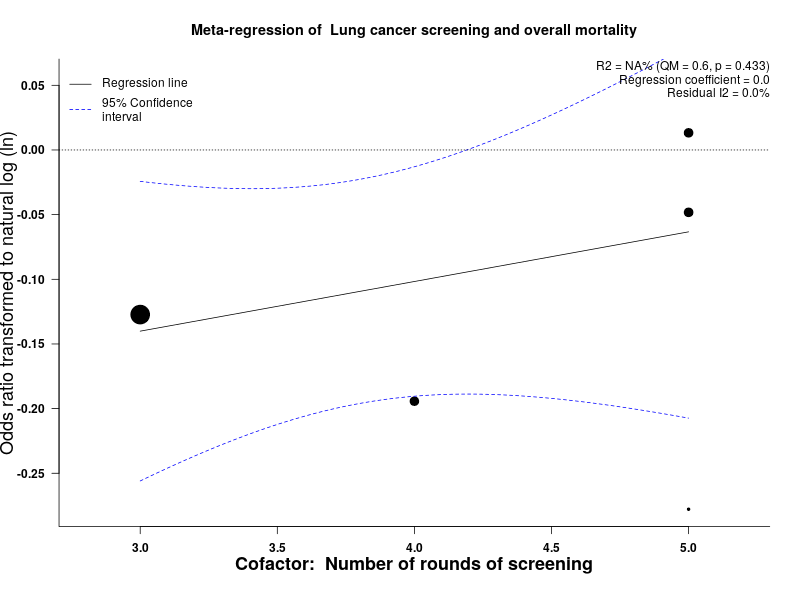 Meta-regression of  Lung cancer screening and overall mortality
R2 = NA% (QM = 0.6, p = 0.433)
Regression coefficient = 0.0
Residual I2 = 0.0%
Regression line
95% Confidence
interval
Odds ratio transformed to natural log (ln)
0.05
0.00
-0.05
-0.10
-0.15
-0.20
-0.25
3.0
3.5
4.0
4.5
5.0
Cofactor:  Number of rounds of screening